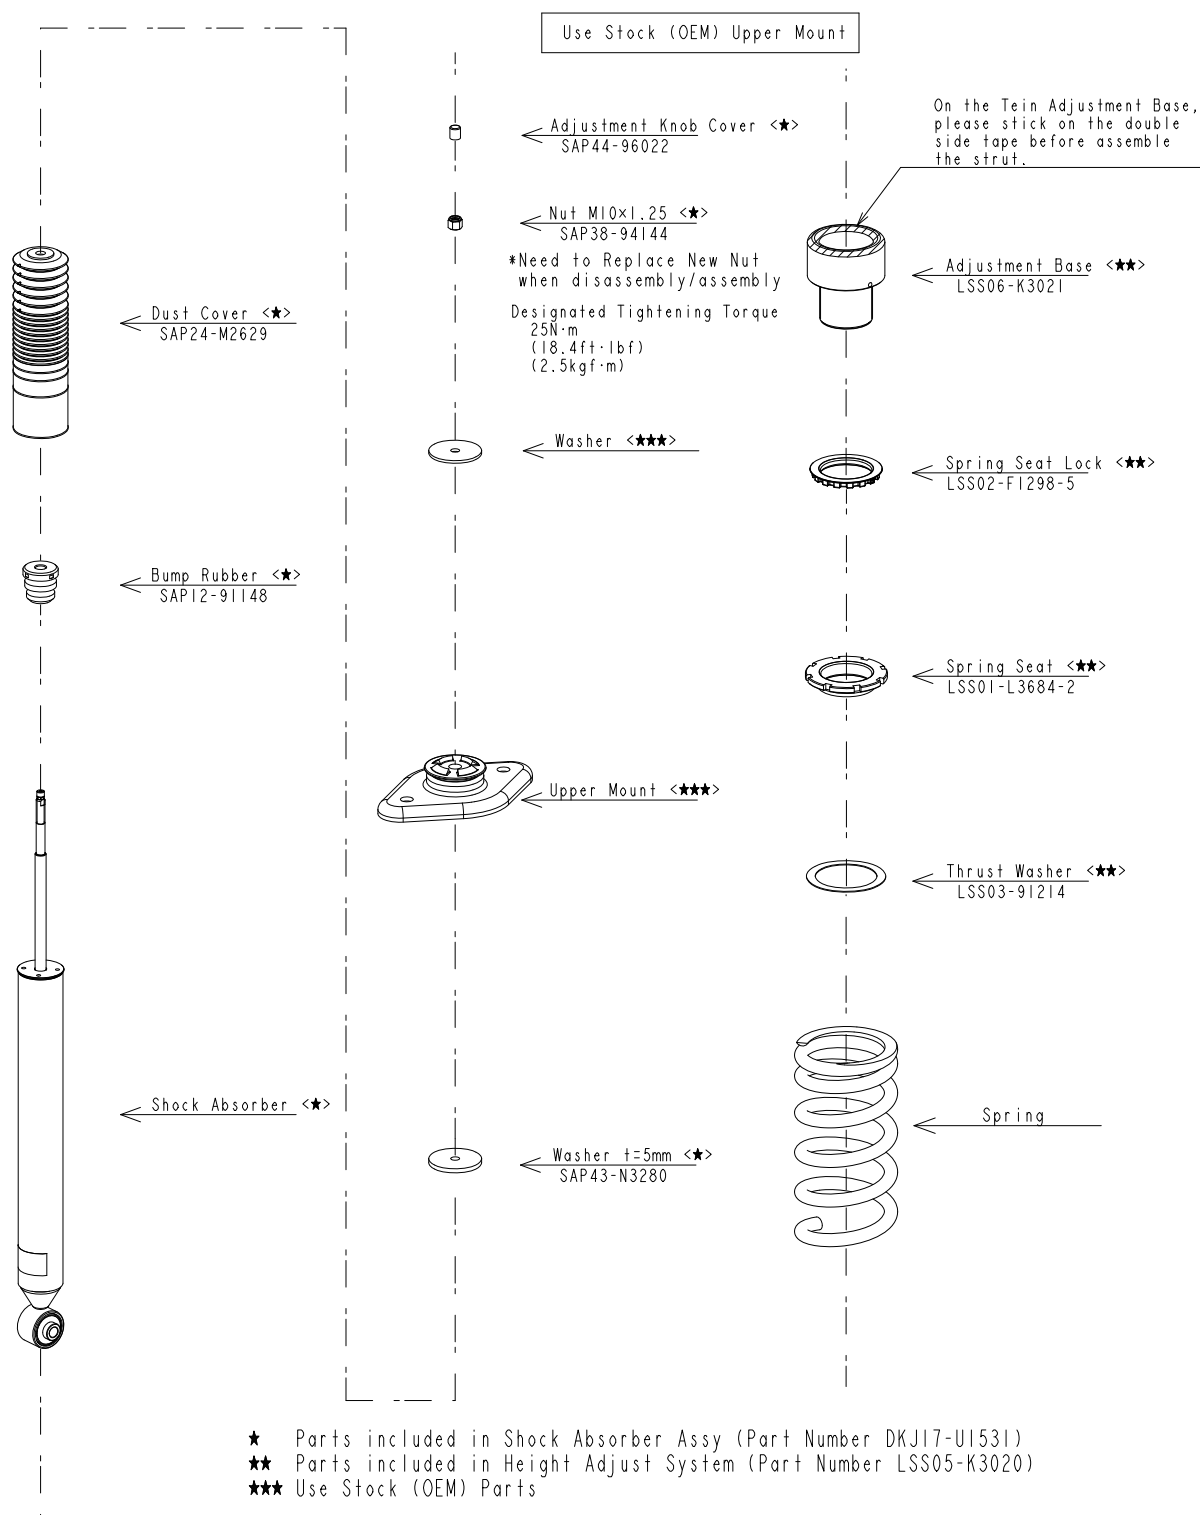 Use Stock (OEM) Upper Mount
On the Tein Adjustment Base,
please stick on the double
side tape before assemble
the strut.
Adjustment Knob Cover <★>
SAP44-96022
Nut M10×1.25 <★>
SAP38-94144
*Need to Replace New Nut
when disassembly/assembly
Designated Tightening Torque
25N·m
(18.4ft·lbf)
(2.5kgf·m)
Adjustment Base <★★>
LSS06-K3021
Dust Cover <★>
SAP24-M2629
Washer <★★★>
Spring Seat Lock <★★>
LSS02-F1298-5
Bump Rubber <★>
SAP12-91148
Spring Seat <★★>
LSS01-L3684-2
Upper Mount <★★★>
Thrust Washer <★★>
LSS03-91214
Shock Absorber <★>
Spring
Washer t=5mm <★>
SAP43-N3280
★ Parts included in Shock Absorber Assy (Part Number DKJ17-U1531)
★★ Parts included in Height Adjust System (Part Number LSS05-K3020)
★★★ Use Stock (OEM) Parts